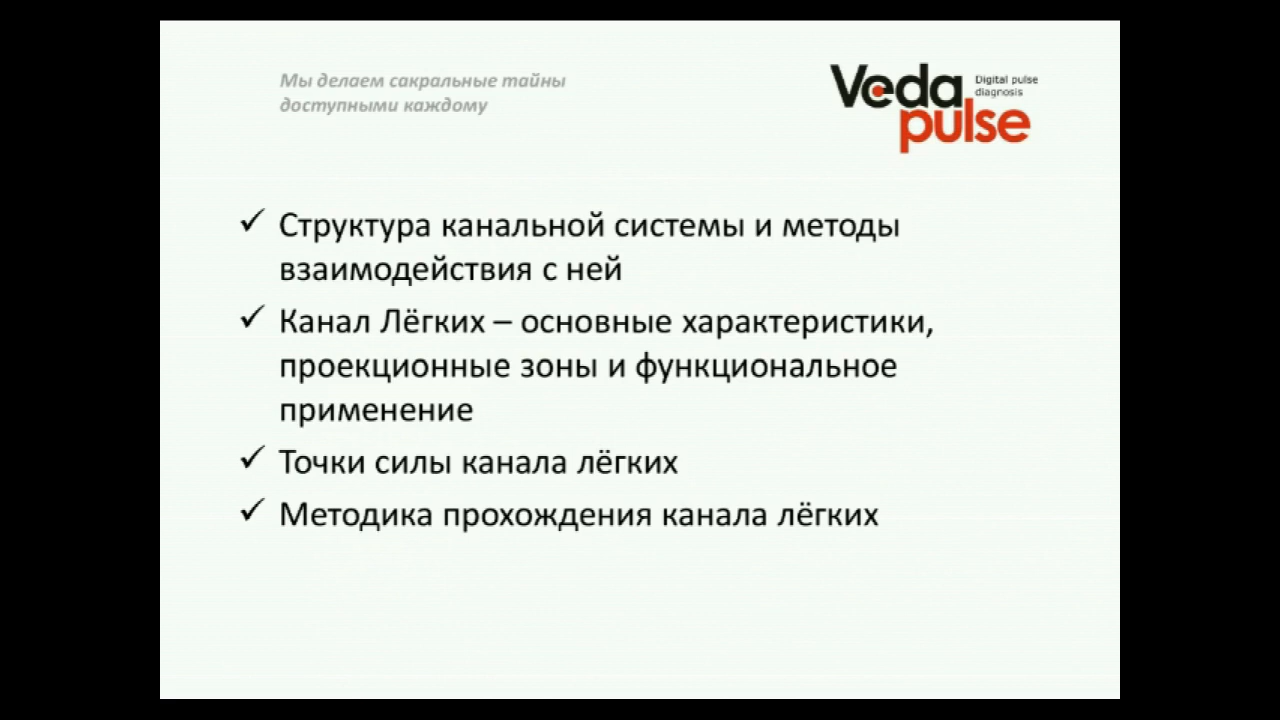 Мы делаем сакральные тайны
доступными каждому
Veda
pulse
Digital pulse
diagnosis
✓ Структура канальной системы и методы
взаимодействия с ней
✓ Канал Лёгких – основные характеристики,
проекционные зоны и функциональное
применение
✓ Точки силы канала лёгких
✓ Методика прохождения канала лёгких